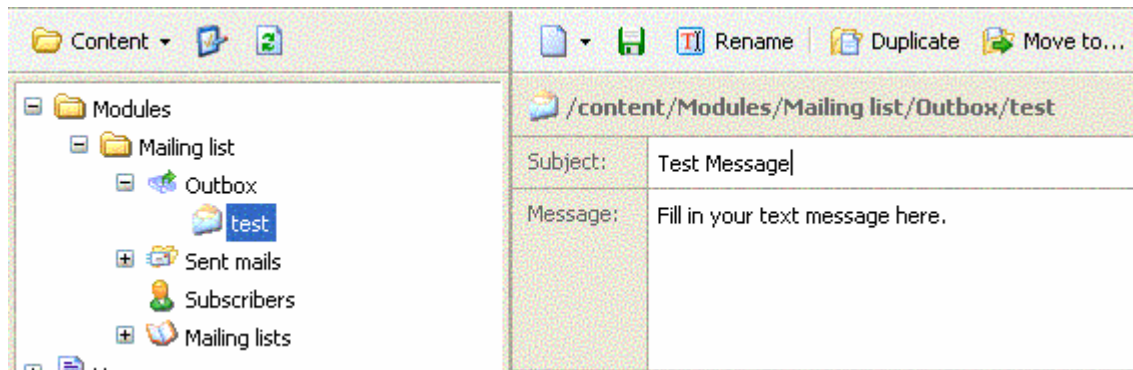 Content
Rename
Duplicate
Move to...
Modules
Mailing list
Outbox
test
Sent mails
Subscribers
Mailing lists
/content/Modules/Mailing list/Outbox/test
Subject: Test Message
Message: Fill in your text message here.